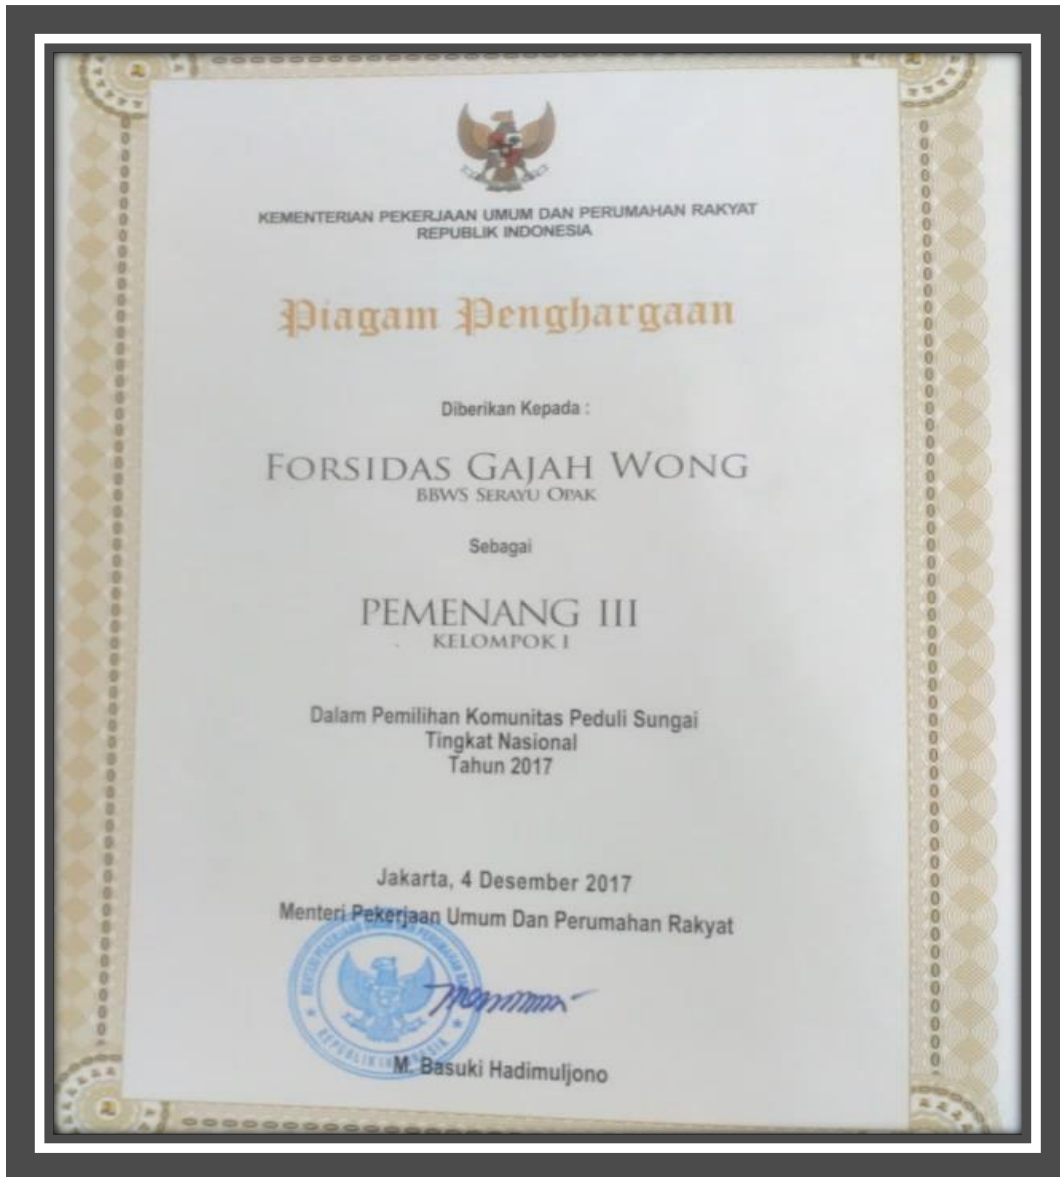 KEMENTERIAN PEKERJAAN UMUM DAN PERUMAHAN RAKYAT
REPUBLIK INDONESIA
Piagam Penghargaan
Diberikan Kepada :
FORSIDAS GAJAH WONG
BBWS SERAYU OPAK
Sebagai
PEMENANG III
KELOMPOK I
Dalam Pemilihan Komunitas Peduli Sungai
Tingkat Nasional
Tahun 2017
Jakarta, 4 Desember 2017
Menteri Pekerjaan Umum Dan Perumahan Rakyat
M. Basuki Hadimuljono